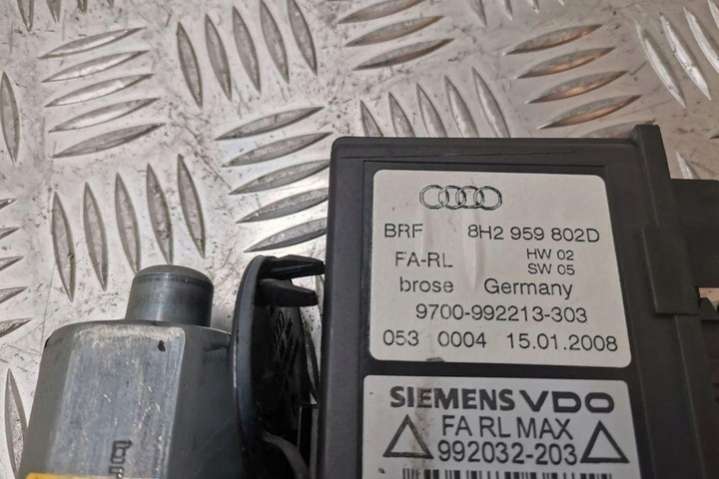 BRF 8H2 959 802D
FA-RL HW 02
SW 05
brose Germany
9700-992213-303
053 0004 15.01.2008
SIEMENS VDO
FA RL MAX
992032-203